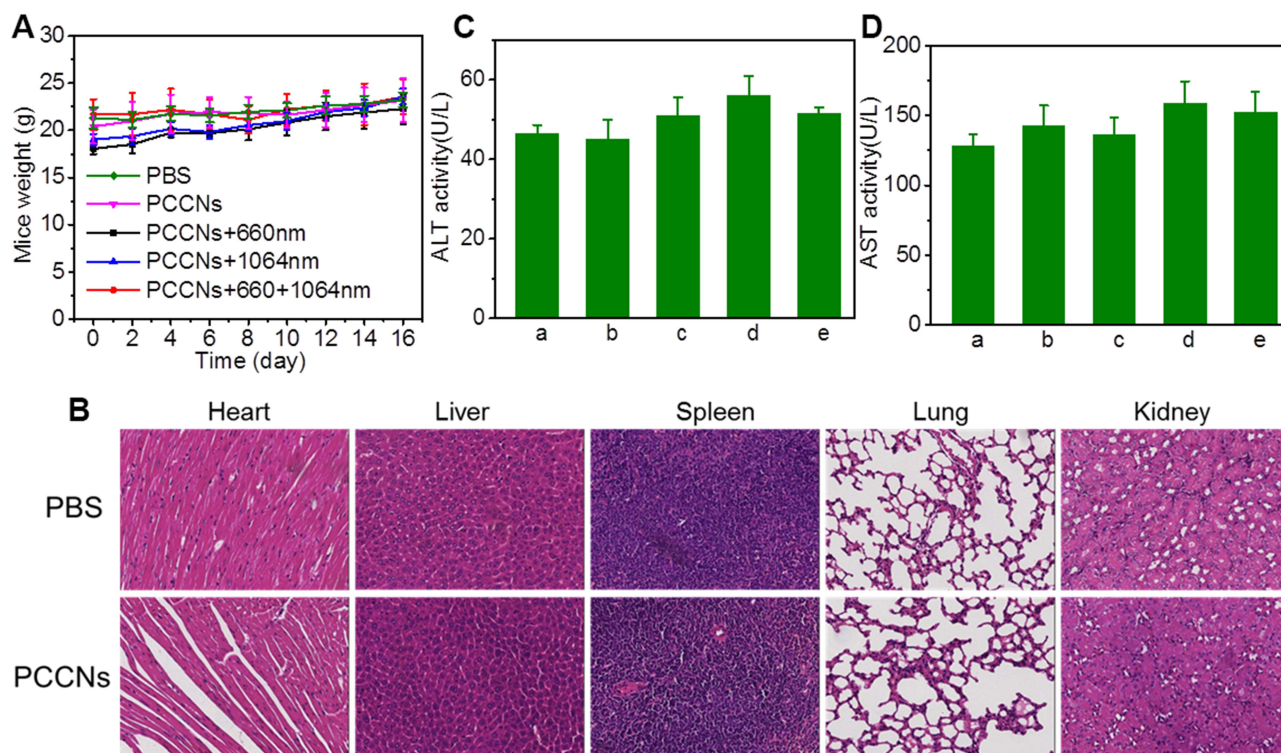 A
30
25
20
15
10
5
0
Mice weight (g)
PBS
PCCNs
PCCNs+660nm
PCCNs+1064nm
PCCNs+660+1064nm
0 2 4 6 8 10 12 14 16
Time (day)
C
60
40
20
0
ALT activity(U/L)
a b c d e
D
200
150
100
50
0
AST activity(U/L)
a b c d e
B
Heart Liver Spleen Lung Kidney
PBS
PCCNs